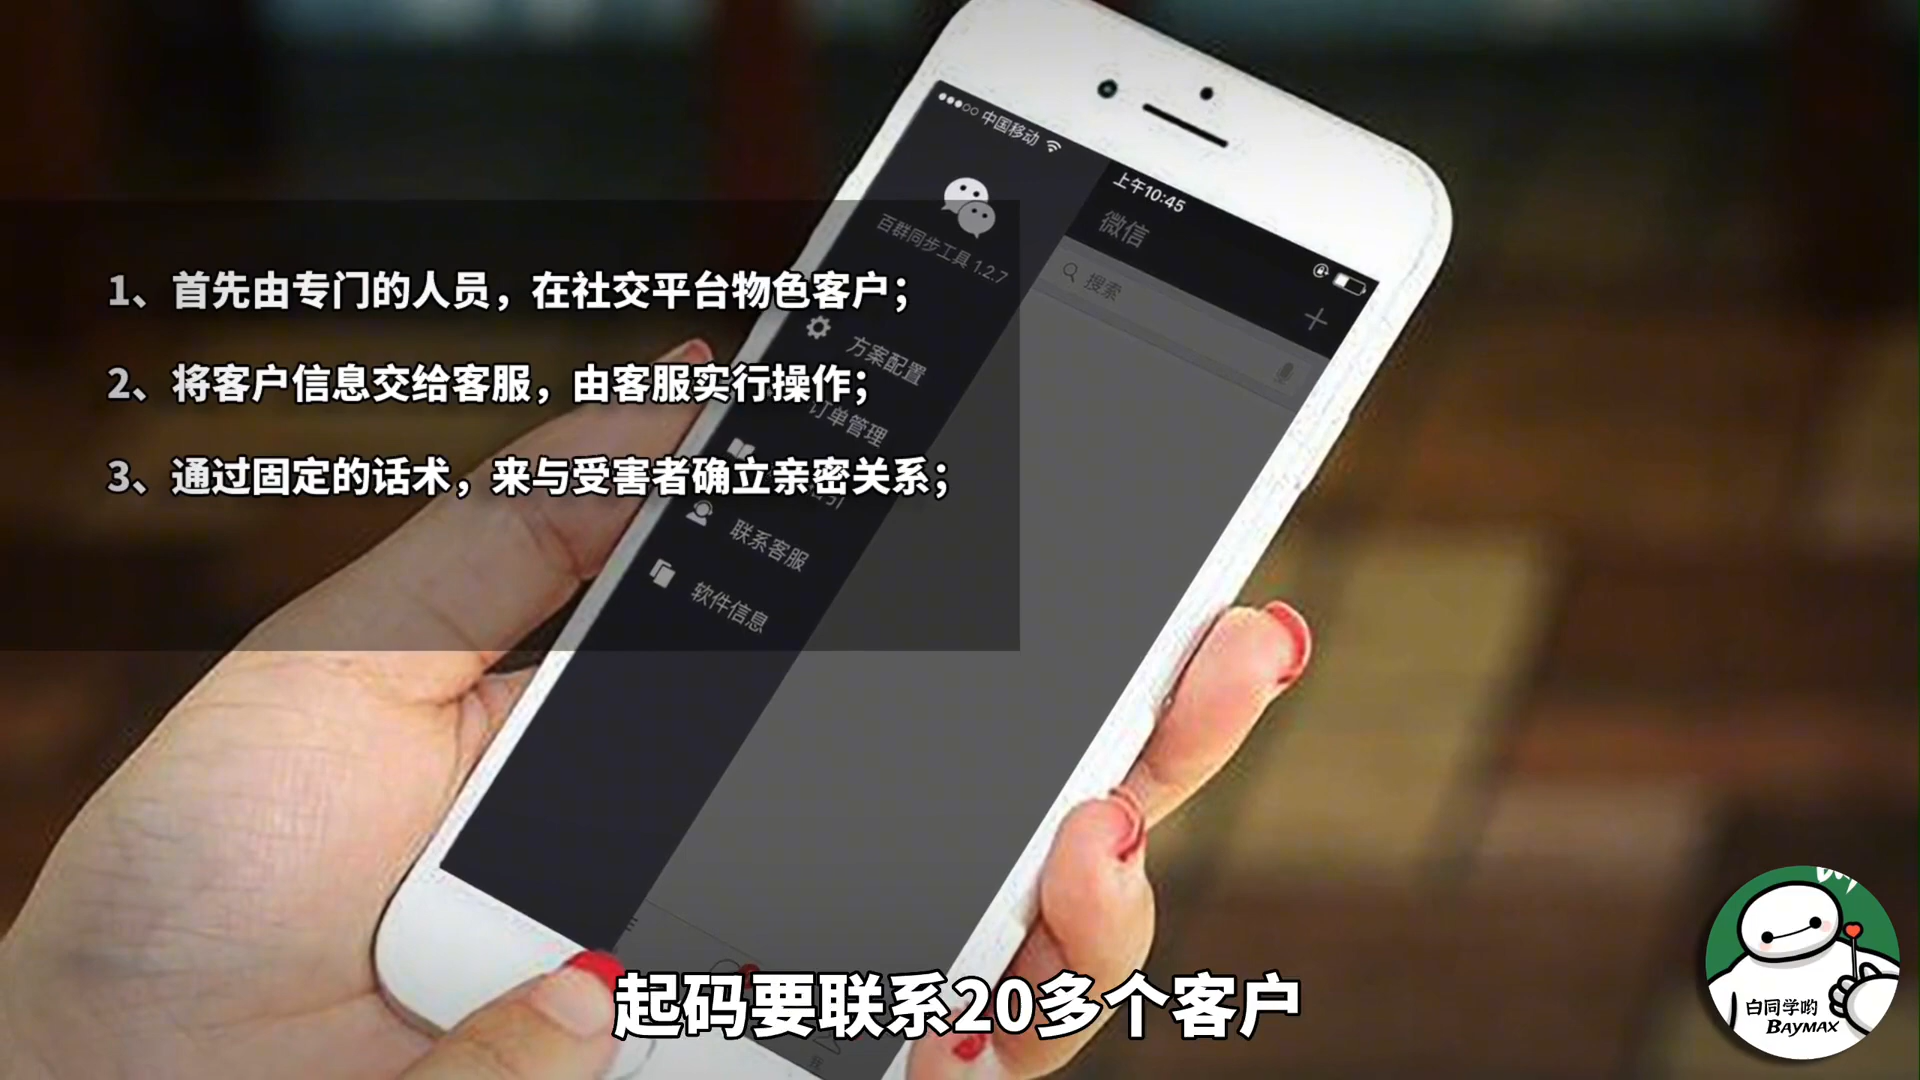 中国移动
上午10:45
百群同步工具 1.2.7
微信
搜索
1、首先由专门的人员，在社交平台物色客户；
方案配置
2、将客户信息交给客服，由客服实行操作；
订单管理
3、通过固定的话术，来与受害者确立亲密关系；
联系客服
软件信息
起码要联系20多个客户
我
白同学哟
BAYMAX